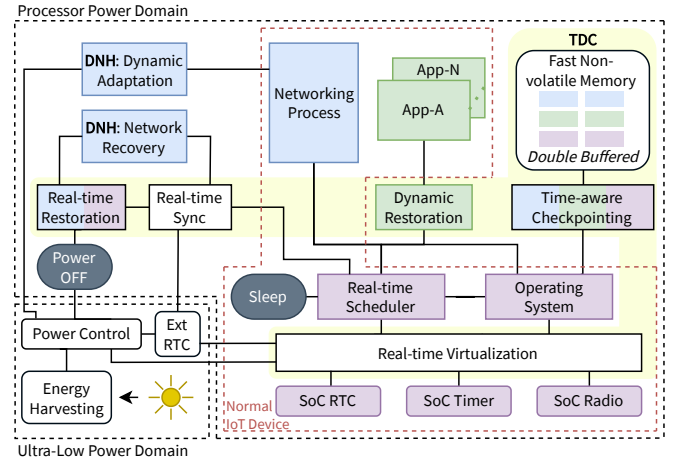 Processor Power Domain
TDC
DNH: Dynamic
Adaptation
Networking
Process
App-N
App-A
Fast Non-
volatile Memory
Double Buffered
DNH: Network
Recovery
Real-time
Restoration
Real-time
Sync
Dynamic
Restoration
Time-aware
Checkpointing
Power
OFF
Sleep
Real-time
Scheduler
Operating
System
Power Control
Ext
RTC
Real-time Virtualization
Energy
Harvesting
Normal
IoT Device
SoC RTC
SoC Timer
SoC Radio
Ultra-Low Power Domain